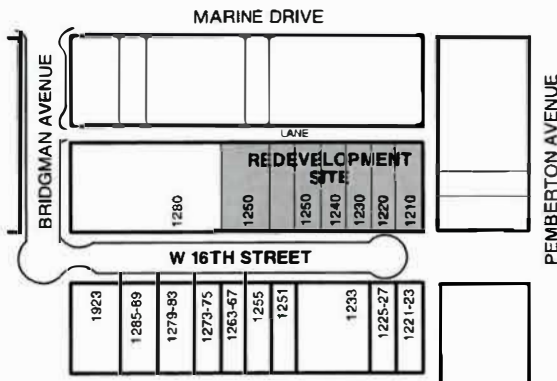 MARINE DRIVE
BRIDGMAN AVENUE
PEMBERTON AVENUE
LANE
REDEVELOPMENT
SITE
1280
1250
1250
1240
1230
1220
1210
W 16TH STREET
1923
1285-89
1279-83
1273-75
1263-67
1255
1251
1233
1225-27
1221-23